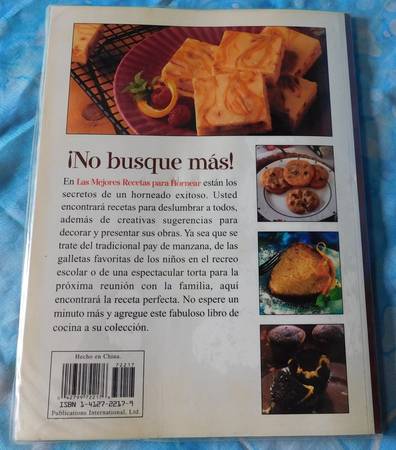 ¡No busque más!
En Las Mejores Recetas para Hornear están los
secretos de un horneado exitoso. Usted
encontrará recetas para deslumbrar a todos,
además de creativas sugerencias para
decorar y presentar sus obras. Ya sea que se
trate del tradicional pay de manzana, de las
galletas favoritas de los niños en el recreo
escolar o de una espectacular torta para la
próxima reunión con la familia, aquí
encontrará la receta perfecta. No espere un
minuto más y agregue este fabuloso libro de
cocina a su colección.
Hecho en China.
72217
ISBN 1-4127-2217-9
Publications International, Ltd.